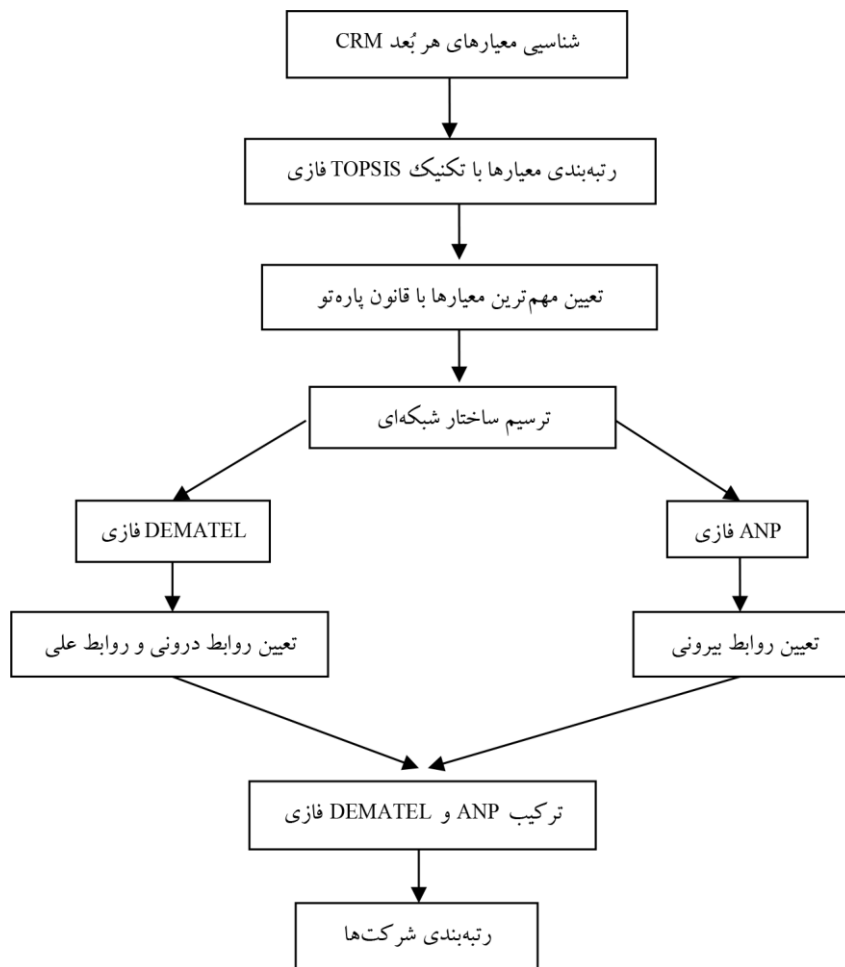 شناسیی معیارهای هر بُعد CRM
رتبه‌بندی معیارها با تکنیک TOPSIS فازی
تعیین مهم‌ترین معیارها با قانون پاره‌تو
ترسیم ساختار شبکه‌ای
ANP فازی
DEMATEL فازی
تعیین روابط بیرونی
تعیین روابط درونی و روابط علی
ترکیب ANP و DEMATEL فازی
رتبه‌بندی شرکت‌ها